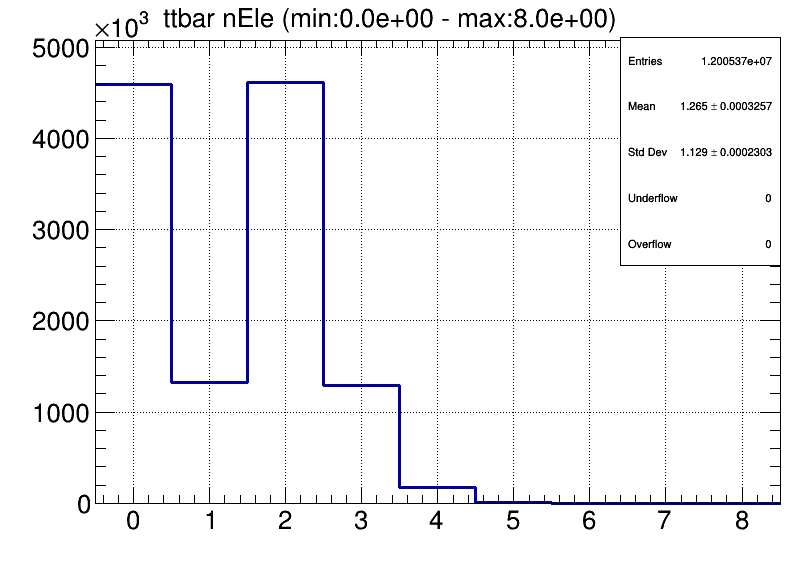 ×10³ ttbar nEle (min:0.0e+00 - max:8.0e+00)
Entries 1.200537e+07
Mean 1.265 ± 0.0003257
Std Dev 1.129 ± 0.0002303
Underflow 0
Overflow 0
5000
4000
3000
2000
1000
0
0 1 2 3 4 5 6 7 8